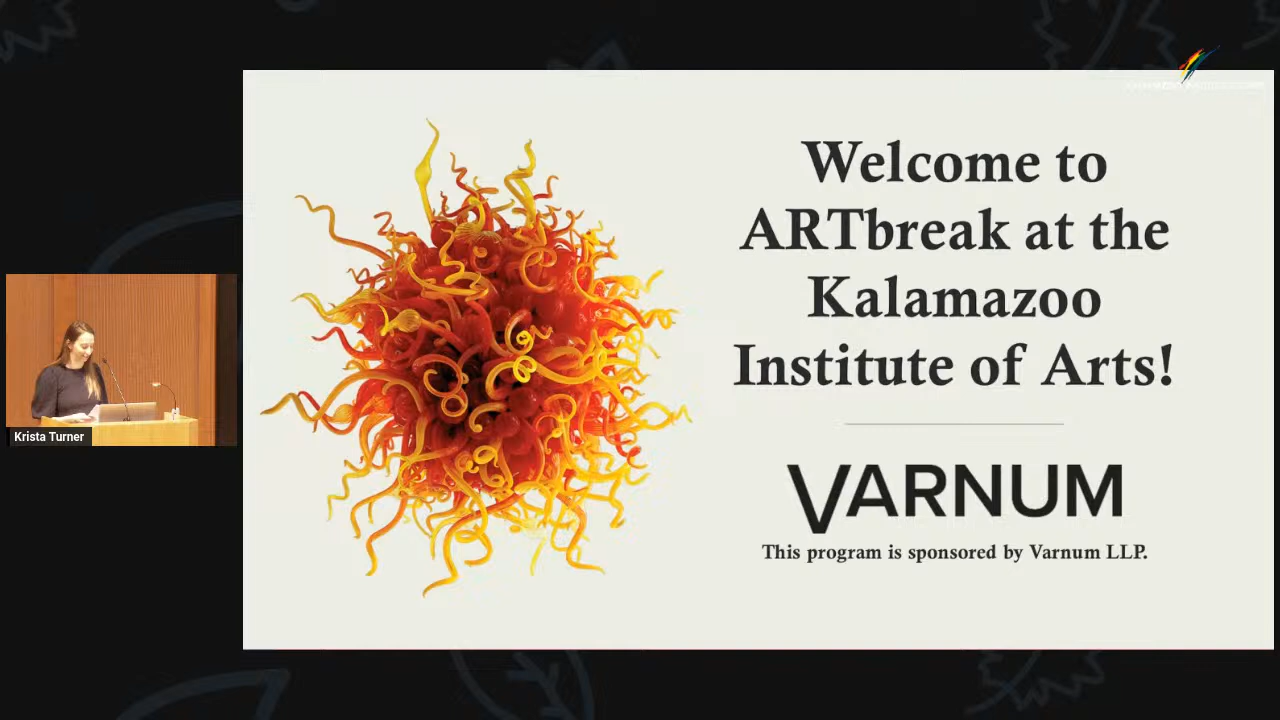 Welcome to
ARTbreak at the
Kalamazoo
Institute of Arts!
VARNUM
This program is sponsored by Varnum LLP.
Krista Turner